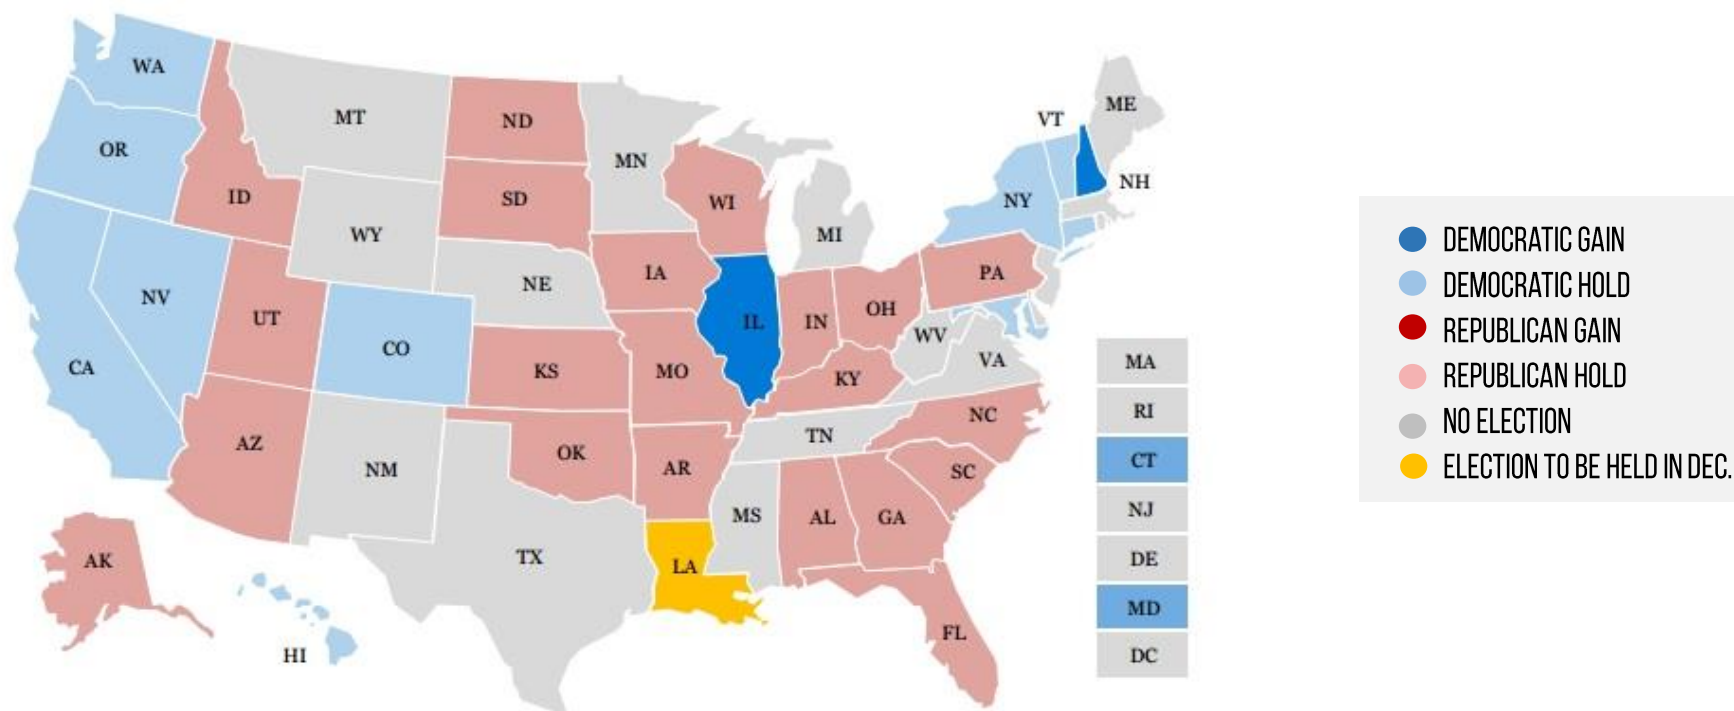 WA
ME
MT
VT
ND
OR
MN
NH
ID
SD
WI
NY
WY
MI
IA
PA
NE
NV
UT
IL
IN
OH
WV
CO
VA
CA
KS
MO
KY
NC
TN
AZ
OK
AR
SC
NM
MS
AL
GA
TX
LA
AK
FL
HI
MA
RI
CT
NJ
DE
MD
DC
DEMOCRATIC GAIN
DEMOCRATIC HOLD
REPUBLICAN GAIN
REPUBLICAN HOLD
NO ELECTION
ELECTION TO BE HELD IN DEC.